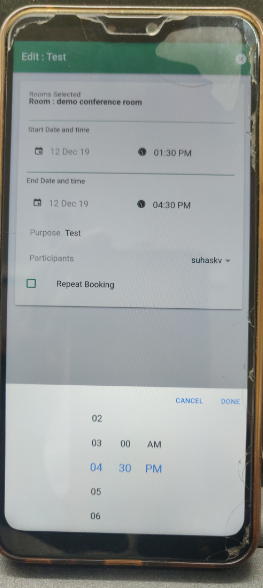 Edit : Test
Rooms Selected
Room : demo conference room
Start Date and time
12 Dec 19 01:30 PM
End Date and time
12 Dec 19 04:30 PM
Purpose Test
Participants suhaskv
Repeat Booking
CANCEL DONE
02
03 00 AM
04 30 PM
05
06